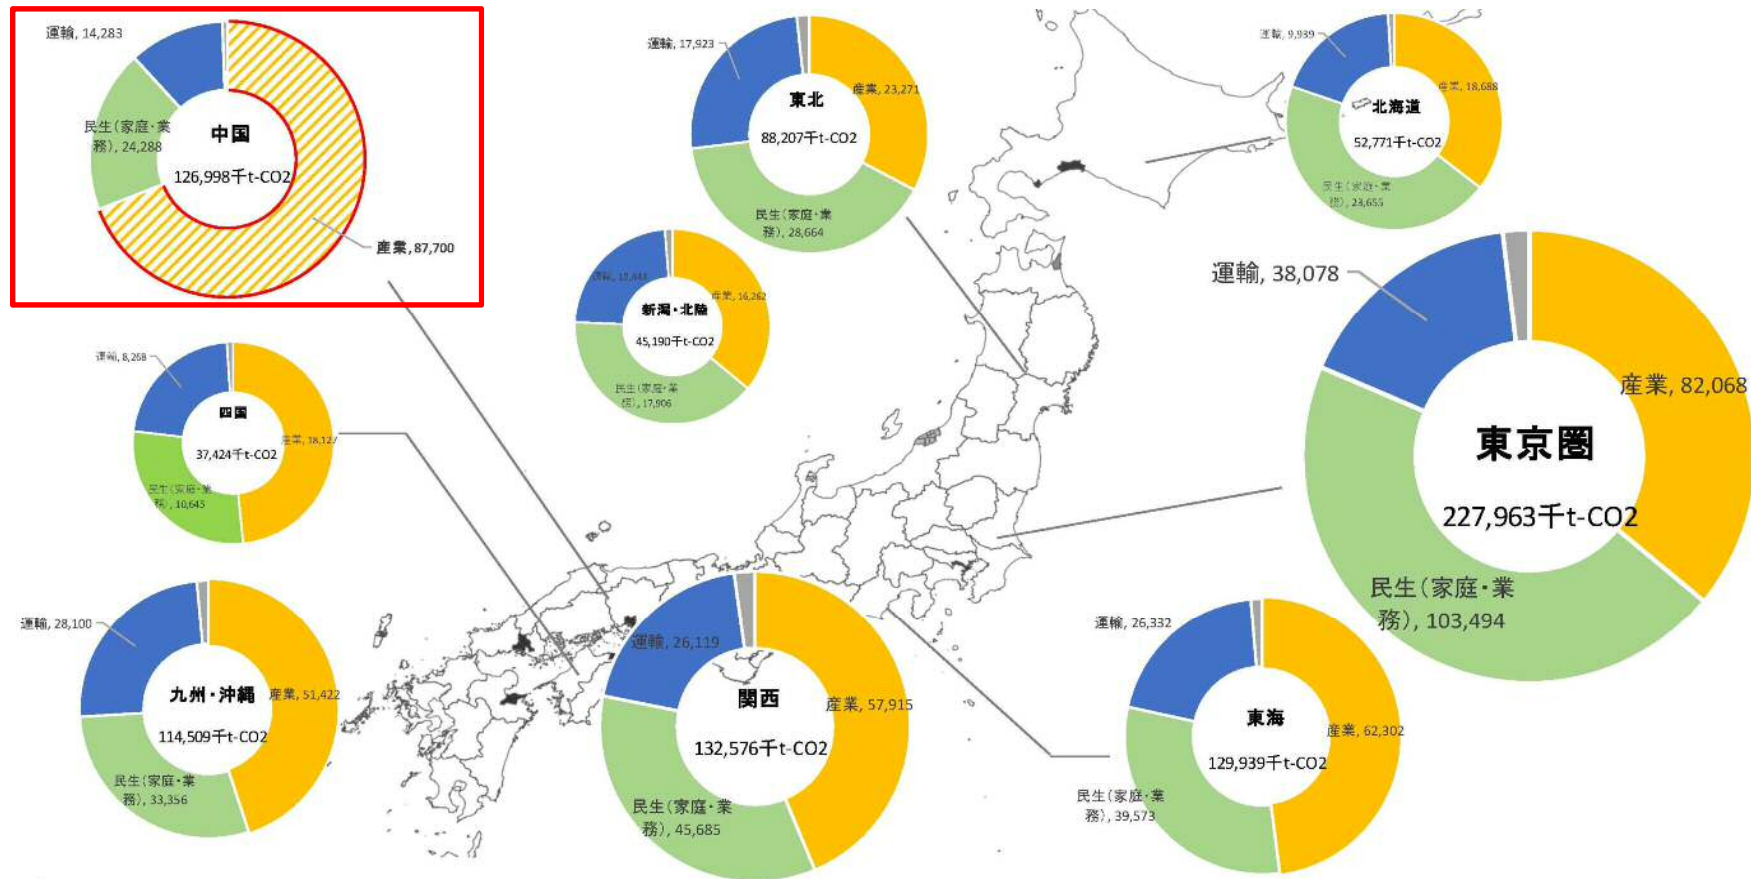 運輸, 14,283
民生(家庭・業
務), 24,288
中国
126,998千t-CO2
産業, 87,700
運輸, 17,923
産業, 23,271
東北
88,207千t-CO2
民生(家庭・業
務), 28,664
運輸, 9,939
産業, 18,688
北海道
52,771千t-CO2
民生(家庭・業
務), 23,655
運輸,
産業, 16,262
新潟・北陸
45,190千t-CO2
民生(家庭・業
務), 17,906
運輸, 38,078
産業, 82,068
東京圏
227,963千t-CO2
民生(家庭・業
務), 103,494
運輸, 8,268
四国
産業, 18,127
37,424千t-CO2
民生(家庭・業
務), 10,645
運輸, 28,100
九州・沖縄
産業, 51,422
114,509千t-CO2
民生(家庭・業
務), 33,356
運輸, 26,119
関西
産業, 57,915
132,576千t-CO2
民生(家庭・業
務), 45,685
運輸, 26,332
東海
産業, 62,302
129,939千t-CO2
民生(家庭・業
務), 39,573